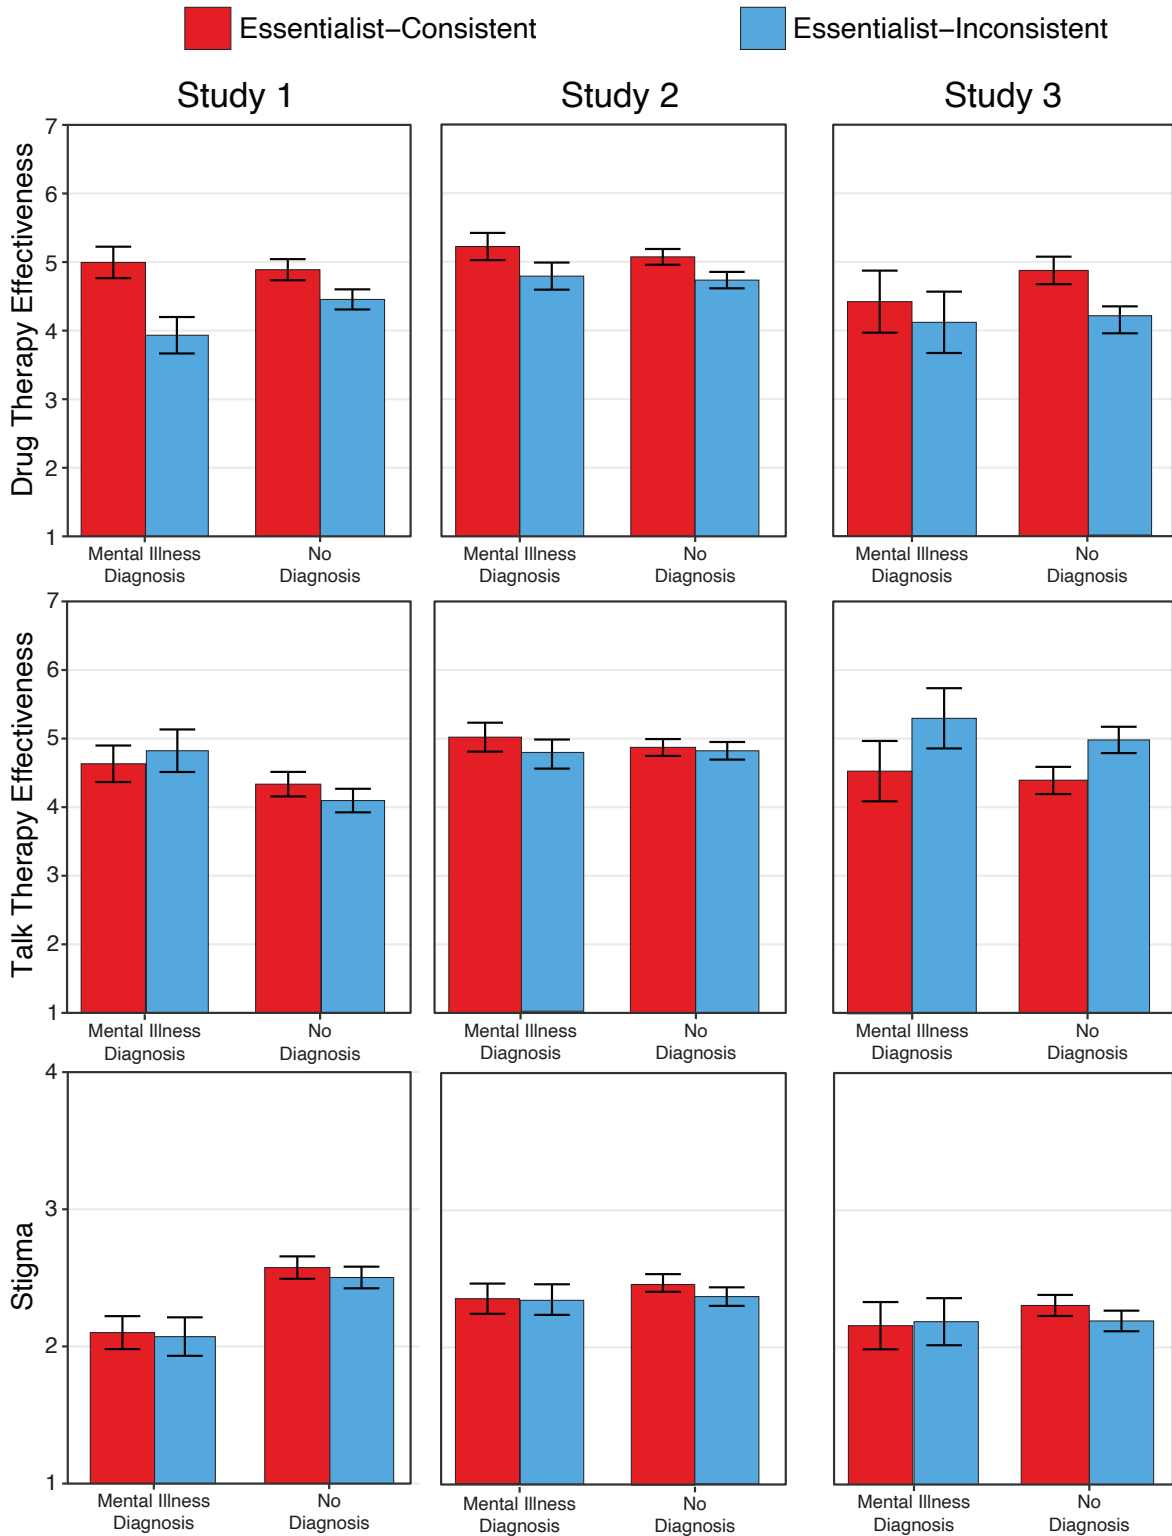 Essentialist–Consistent
Essentialist–Inconsistent
Study 1
Study 2
Study 3
Drug Therapy Effectiveness
7
6
5
4
3
2
1
Mental Illness
Diagnosis
No
Diagnosis
Mental Illness
Diagnosis
No
Diagnosis
Mental Illness
Diagnosis
No
Diagnosis
Talk Therapy Effectiveness
7
6
5
4
3
2
1
Mental Illness
Diagnosis
No
Diagnosis
Mental Illness
Diagnosis
No
Diagnosis
Mental Illness
Diagnosis
No
Diagnosis
Stigma
4
3
2
1
Mental Illness
Diagnosis
No
Diagnosis
Mental Illness
Diagnosis
No
Diagnosis
Mental Illness
Diagnosis
No
Diagnosis